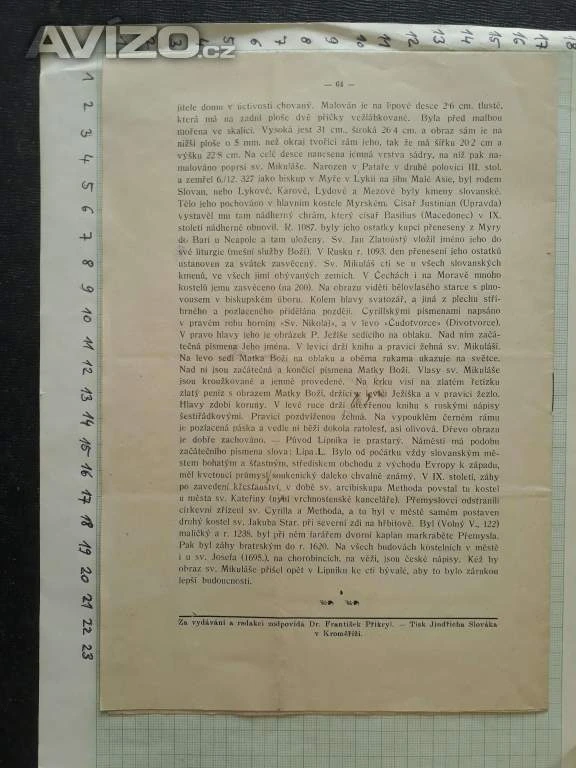 AVÍZO.cz
— 64 —
jitele domu v úctivosti chovaný. Malován je na lipové desce 2·6 cm. tlusté,
která má na zadní ploše dvě příčky vežlábkované. Byla před malbou
mořena ve skalici. Vysoká jest 31 cm., široká 26·4 cm. a obraz sám je na
nižší ploše o 5 mm. než okraj tvořící rám jeho, tak že má šířku 20·2 cm a
výšku 22·8 cm. Na celé desce nanesena jemná vrstva sádry, na níž pak na-
malováno poprsí sv. Mikuláše. Narozen v Pataře v druhé polovici III. stol.
a zemřel 6./12. 327 jako biskup v Myře v Lykii na jihu Malé Asie, byl rodem
Slovan, nebo Lykové, Karové, Lydové a Mezové byly kmeny slovanské.
Tělo jeho pochováno v hlavním kostele Myrském. Císař Justinian (Upravda)
vystavěl mu tam nádherný chrám, který císař Basilius (Macedonec) v IX.
století nádherně obnovil. R. 1087. byly jeho ostatky kupci přeneseny z Myry
do Bari u Neapole a tam uloženy. Sv. Jan Zlatoústý vložil jméno jeho do
své liturgie (mešní služby Boží). V Rusku r. 1093. den přenesení jeho ostatků
ustanoven za svátek zasvěcený. Sv. Mikuláš ctí se u všech slovanských
kmenů, ve všech jimi obývaných zemích. V Čechách i na Moravě mnoho
kostelů jemu zasvěceno (na 200). Na obrazu viděti bělovlasého starce s plno-
vousem v biskupském úboru. Kolem hlavy svatozář, a jiná z plechu stří-
brného a pozlaceného přidělána později. Cyrillskými písmenami napsáno
v pravém rohu horním »Sv. Nikolaj«, a v levo »Čudotvorce« (Divotvorce).
V pravo hlavy jeho je obrázek P. Ježíše sedícího na oblaku. Nad ním začá-
tečná písmena Jeho jména. V levici drží knihu a pravicí žehná sv. Mikuláši.
Na levo sedí Matka Boží na oblaku a oběma rukama ukazuje na světce.
Nad ní jsou začátečná a končící písmena Matky Boží. Vlasy sv. Mikuláše
jsou kroužkované a jemně provedené. Na krku visí na zlatém řetízku
zlatý peníz s obrazem Matky Boží, držící v levici Ježíška a v pravici žezlo.
Hlavy zdobí koruny. V levé ruce drží otevřenou knihu s ruskými nápisy
šestiřádkovými. Pravicí pozdviženou žehná. Na vypouklém černém rámu
je pozlacená páska a vedle ní běží dokola ratolesť, asi olivová. Dřevo obrazu
je dobře zachováno. — Původ Lipníka je prastarý. Náměstí má podobu
začátečního písmena slova: Lipa-L. Bylo od počátku vždy slovanským mě-
stem bohatým a šťastným, střediskem obchodu z východu Evropy k západu,
měl kvetoucí průmysl soukenický daleko chvalně známý. V IX. století, záhy
po zavedení křesťanství, v době sv. arcibiskupa Methoda povstal tu kostel
u města sv. Kateřiny (nyní vrchnostenské kanceláře). Přemyslovci odstranili
církevní zřízení sv. Cyrilla a Methoda, a tu byl v městě samém postaven
druhý kostel sv. Jakuba Star. při severní zdi na hřbitově. Byl (Volný V., 122)
maličký a r. 1238. byl při něm farářem dvorní kaplan markraběte Přemysla.
Pak byl záhy bratrským do r. 1620. Na všech budovách kostelních v městě
i u sv. Josefa (1695.), na chorobincích, na věži, jsou české nápisy. Kéž by
obraz sv. Mikuláše přišel opět v Lipníku ke cti bývalé, aby to bylo zárukou
lepší budoucnosti.
Za vydávání a redakci zodpovídá Dr. František Přikryl. — Tisk Jindřicha Slováka
v Kroměříži.